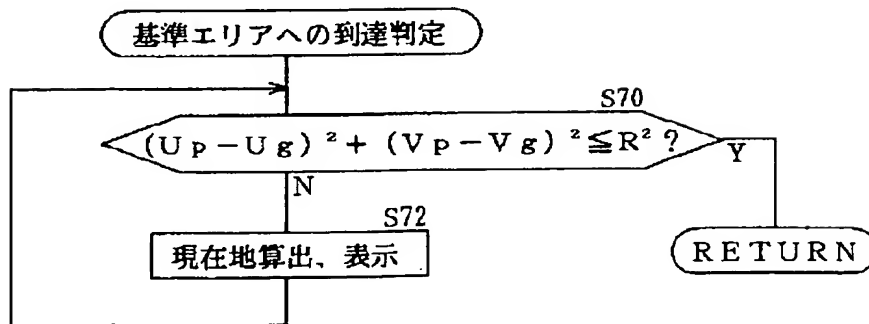 基準エリアへの到達判定
S70
(Up-Ug)²+(Vp-Vg)²≦R²?
Y
N
S72
現在地算出、表示
RETURN